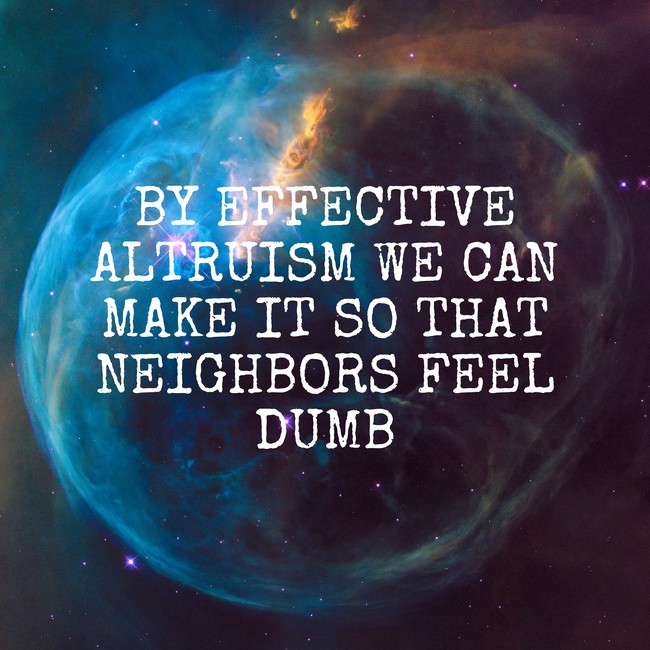 BY EFFECTIVE
ALTRUISM WE CAN
MAKE IT SO THAT
NEIGHBORS FEEL
DUMB